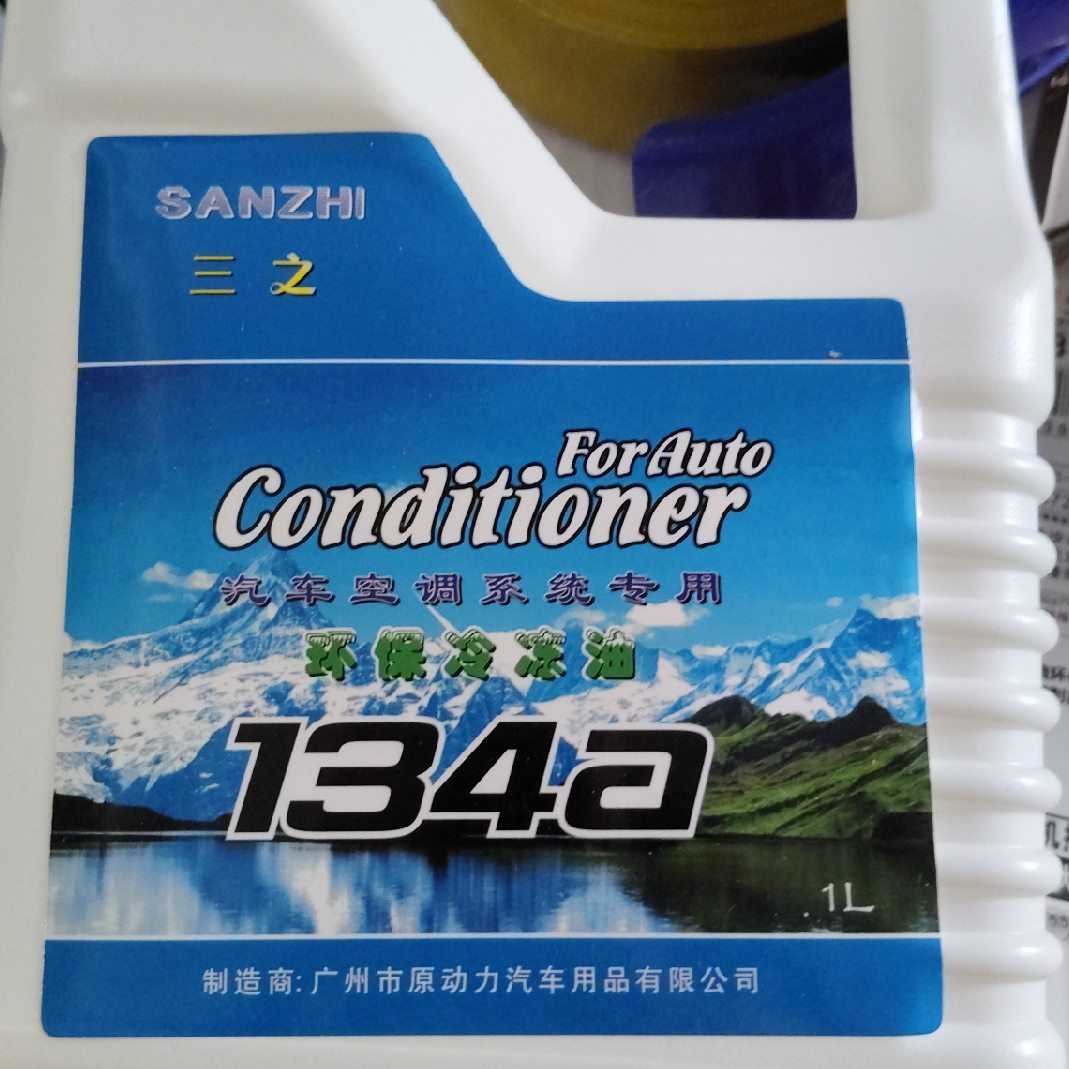 SANZHI
三之
For Auto
Conditioner
汽车空调系统专用
环保冷冻油
134a
1L
制造商:广州市原动力汽车用品有限公司